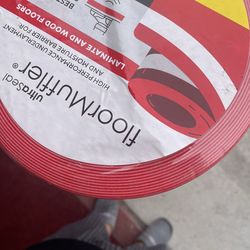 floorMuffler®
ultraseal
HIGH PERFORMANCE UNDERLAYMENT
AND MOISTURE BARRIER FOR:
LAMINATE AND WOOD FLOORS